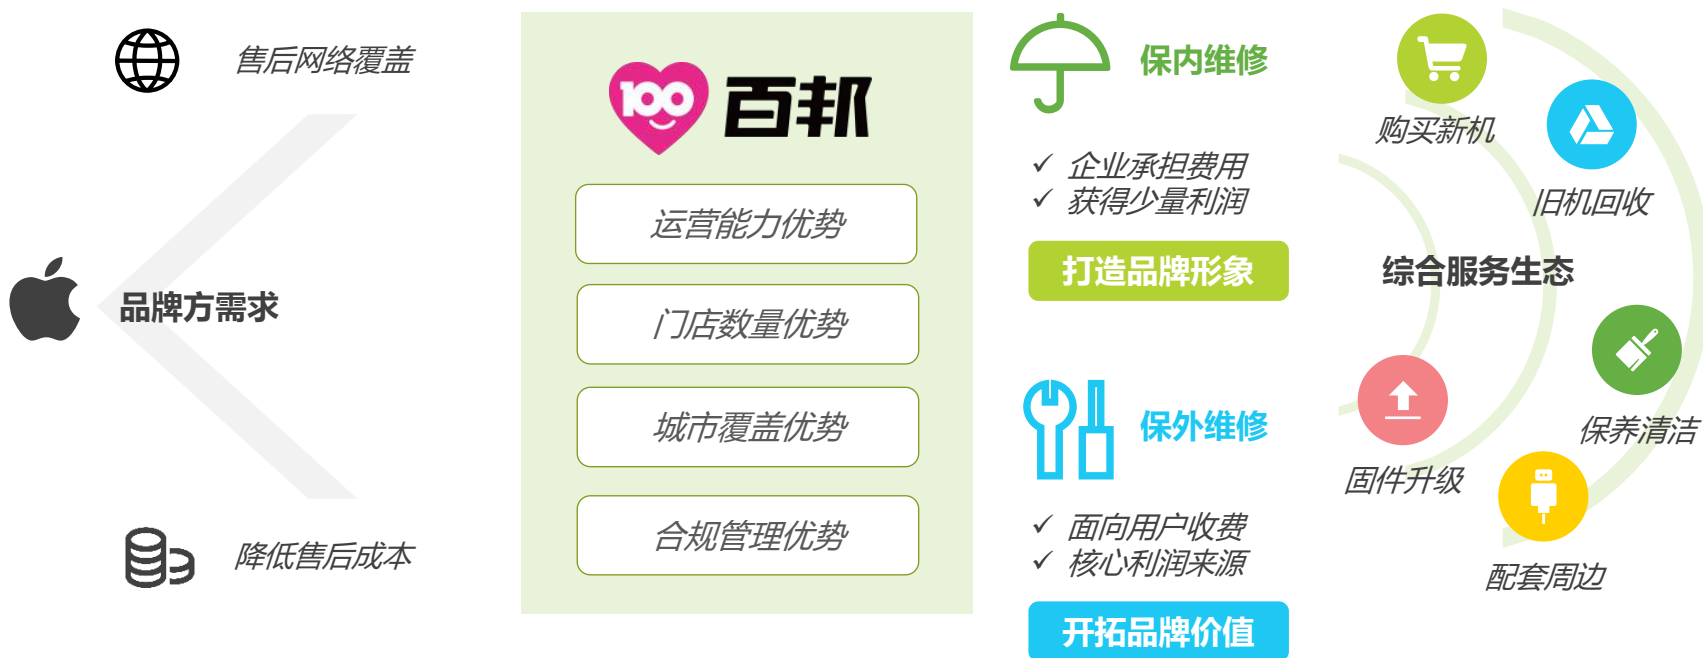 售后网络覆盖
品牌方需求
降低售后成本
100 百邦
运营能力优势
门店数量优势
城市覆盖优势
合规管理优势
保内维修
✓ 企业承担费用
✓ 获得少量利润
打造品牌形象
保外维修
✓ 面向用户收费
✓ 核心利润来源
开拓品牌价值
购买新机
旧机回收
综合服务生态
保养清洁
固件升级
配套周边